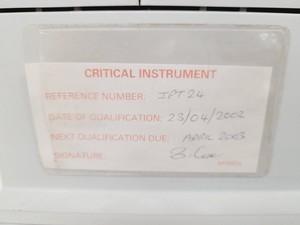 CRITICAL INSTRUMENT
REFERENCE NUMBER: IPT 24
DATE OF QUALIFICATION: 23/04/2002
NEXT QUALIFICATION DUE: APRIL 2003
SIGNATURE: